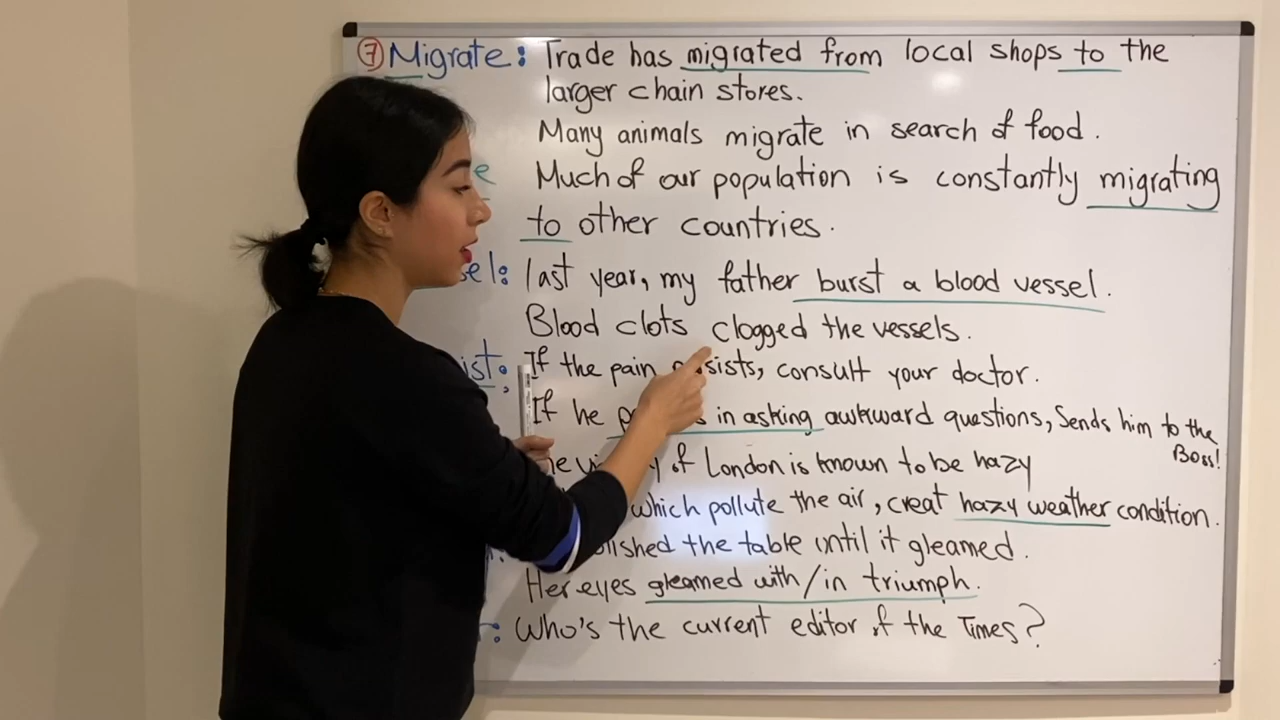 ⑦ Migrate: Trade has migrated from local shops to the
larger chain stores.
Many animals migrate in search of food.
e Much of our population is constantly migrating
to other countries.
sel: last year, my father burst a blood vessel.
Blood clots clogged the vessels.
ist: If the pain sists, consult your doctor.
If he in asking awkward questions, Sends him to the
Boss!
of London is known to be hazy
which pollute the air, creat hazy weather condition.
lished the table until it gleamed.
Her eyes gleamed with/in triumph.
r: Who's the current editor of the Times?